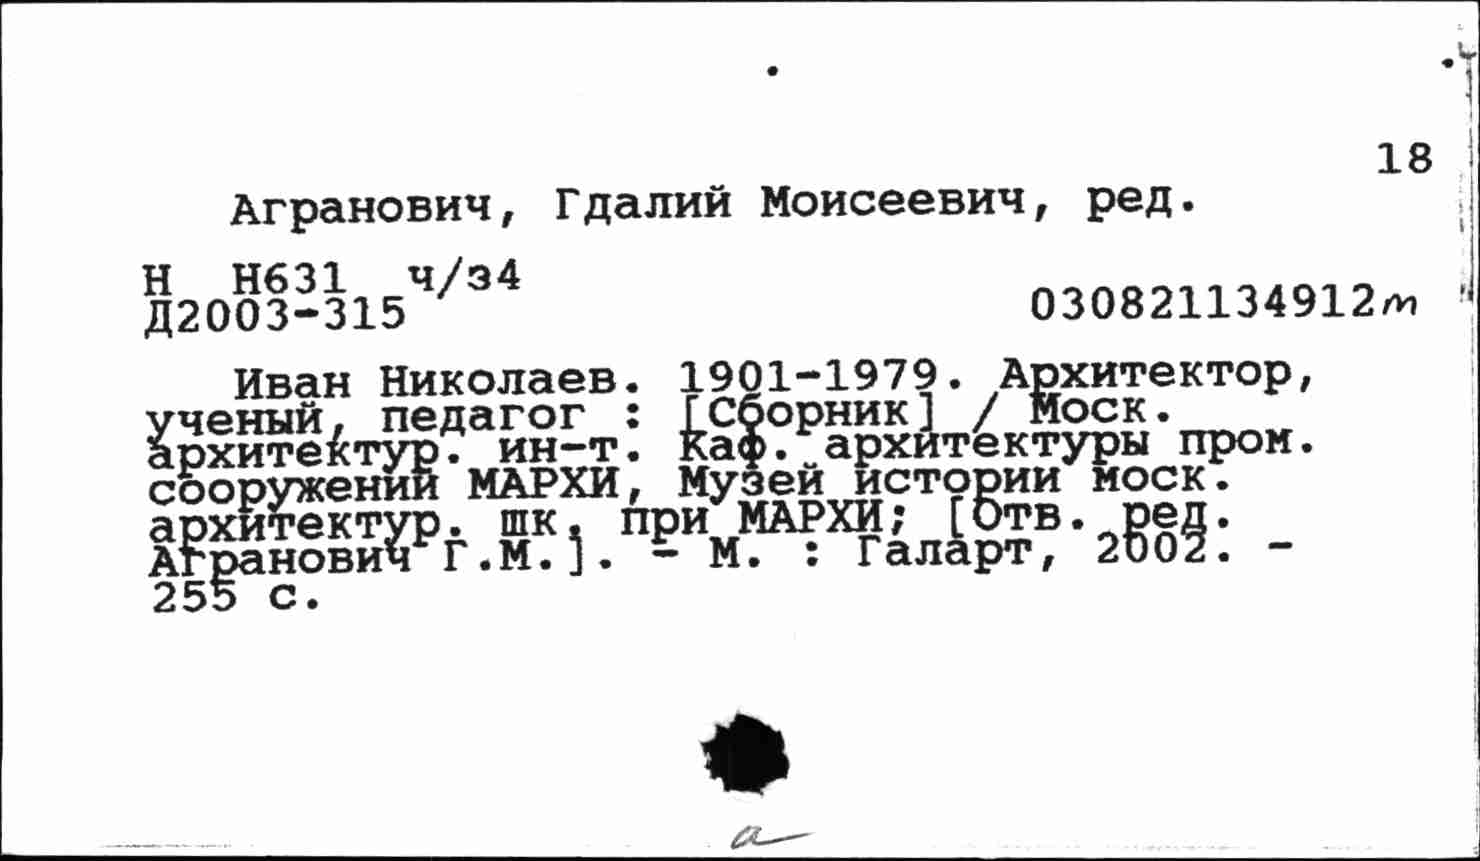 18
Агранович, Гдалий Моисеевич, ред.
Н Н631 ч/з4
Д2003-315
030821134912т
Иван Николаев. 1901-1979. Архитектор,
ученый, педагог : [Сборник] / Моск.
архитектур. ин-т. Каф. архитектуры пром.
сооружений МАРХИ, Музей истории моск.
архитектур. шк. при МАРХИ; [Отв. ред.
Агранович Г.М.]. - М. : Галарт, 2002. -
255 с.
а